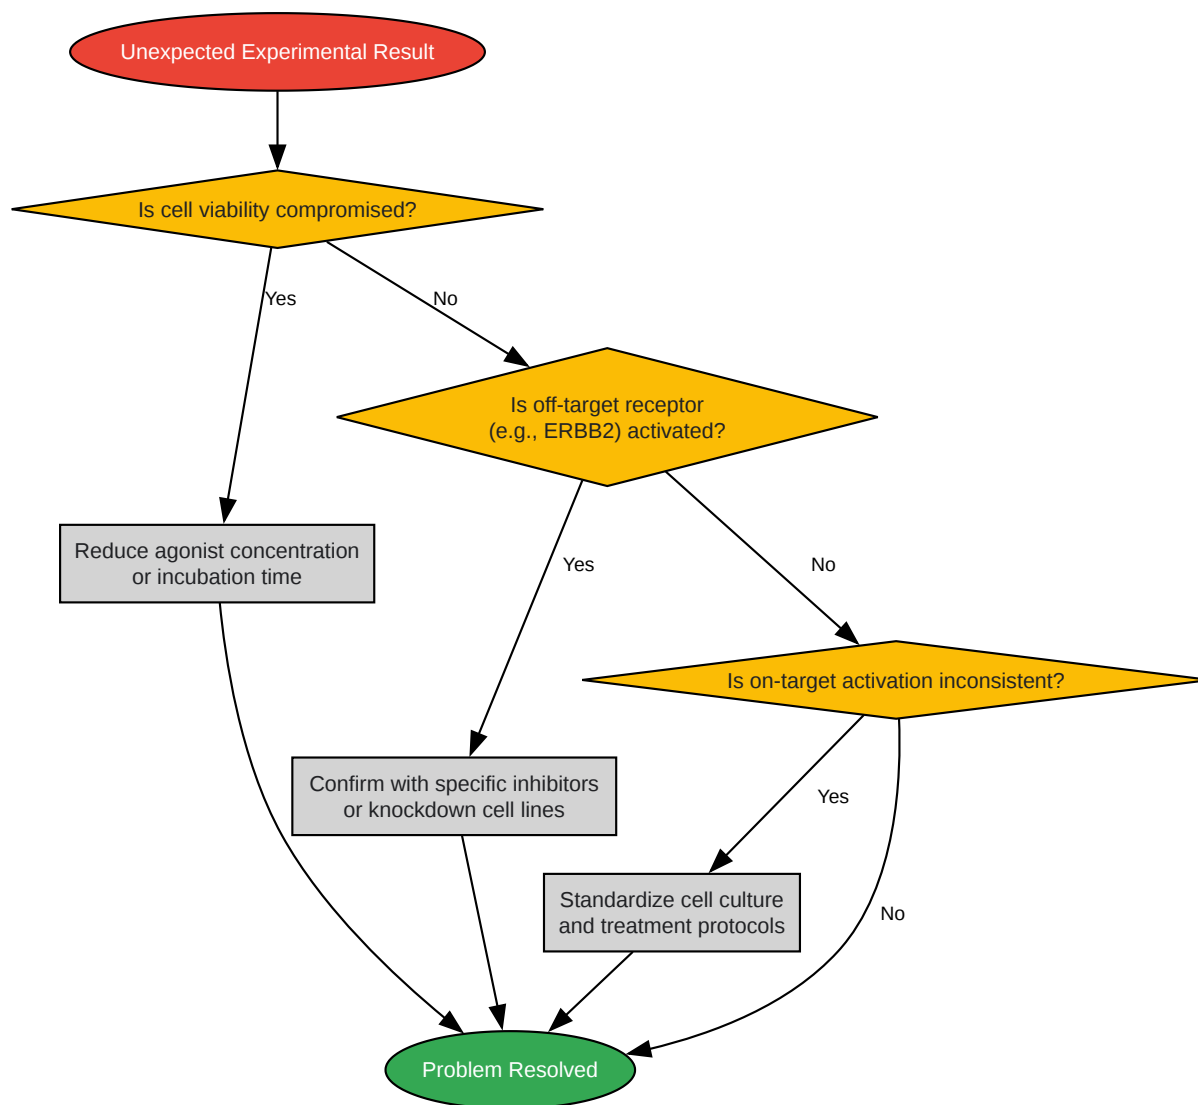 Unexpected Experimental Result
Is cell viability compromised?
Yes
No
Is off-target receptor
(e.g., ERBB2) activated?
Reduce agonist concentration
or incubation time
Yes
No
Is on-target activation inconsistent?
Confirm with specific inhibitors
or knockdown cell lines
Yes
Standardize cell culture
and treatment protocols
No
Problem Resolved